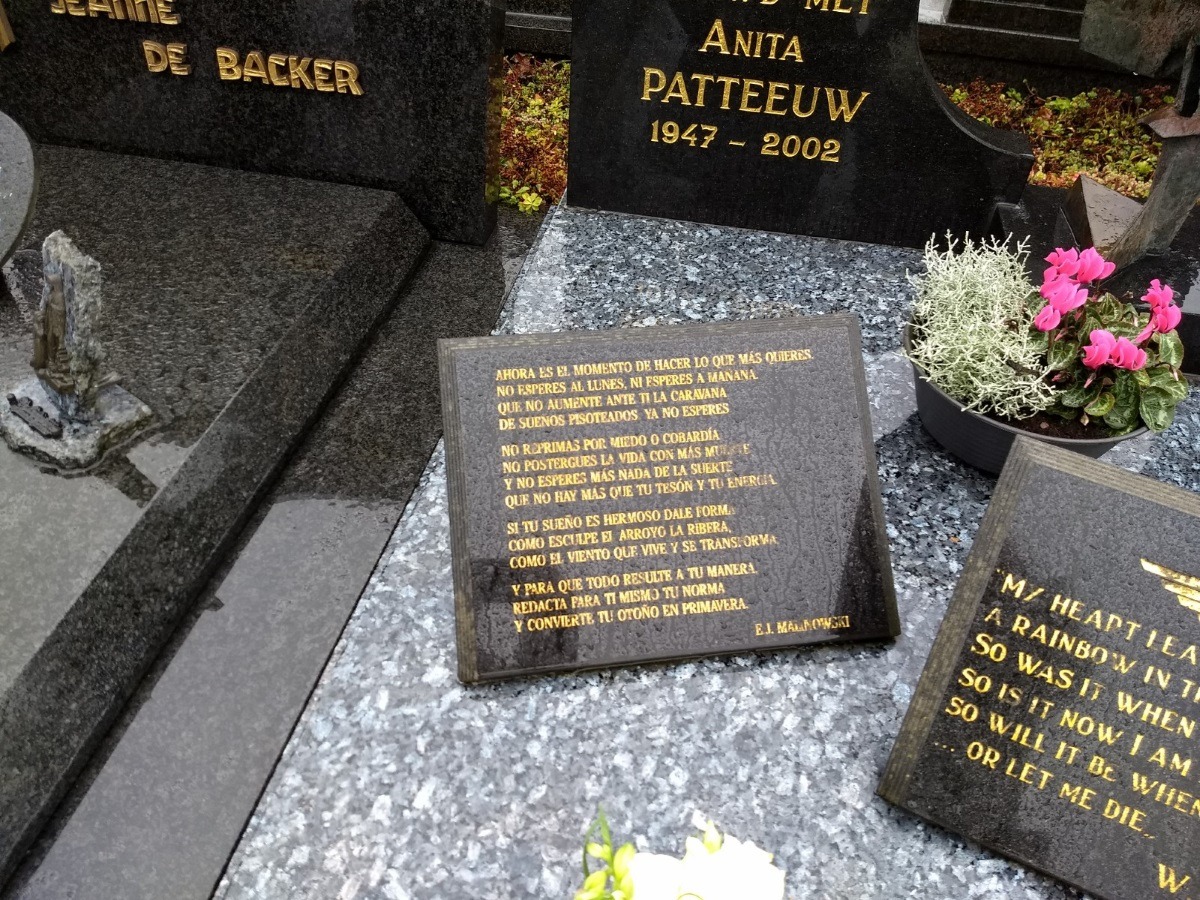 JEANNE
DE BACKER
MET
ANITA
PATTEEUW
1947 - 2002
AHORA ES EL MOMENTO DE HACER LO QUE MÁS QUIERES.
NO ESPERES AL LUNES, NI ESPERES A MAÑANA.
QUE NO AUMENTE ANTE TI LA CARAVANA
DE SUEÑOS PISOTEADOS. YA NO ESPERES
NO REPRIMAS POR MIEDO O COBARDÍA
NO POSTERGUES LA VIDA CON MÁS MUERTE
Y NO ESPERES MÁS NADA DE LA SUERTE
QUE NO HAY MÁS QUE TU TESÓN Y TU ENERGÍA.
SI TU SUEÑO ES HERMOSO DALE FORMA
COMO ESCULPE EL ARROYO LA RIBERA,
COMO EL VIENTO QUE VIVE Y SE TRANSFORMA.
Y PARA QUE TODO RESULTE A TU MANERA.
REDACTA PARA TI MISMO TU NORMA
Y CONVIERTE TU OTOÑO EN PRIMAVERA.
E.J. MALINOWSKI
"MY HEART LEA
A RAINBOW IN T
SO WAS IT WHEN
SO IS IT NOW I AM
SO WILL IT BE WHEN
... OR LET ME DIE,,
W